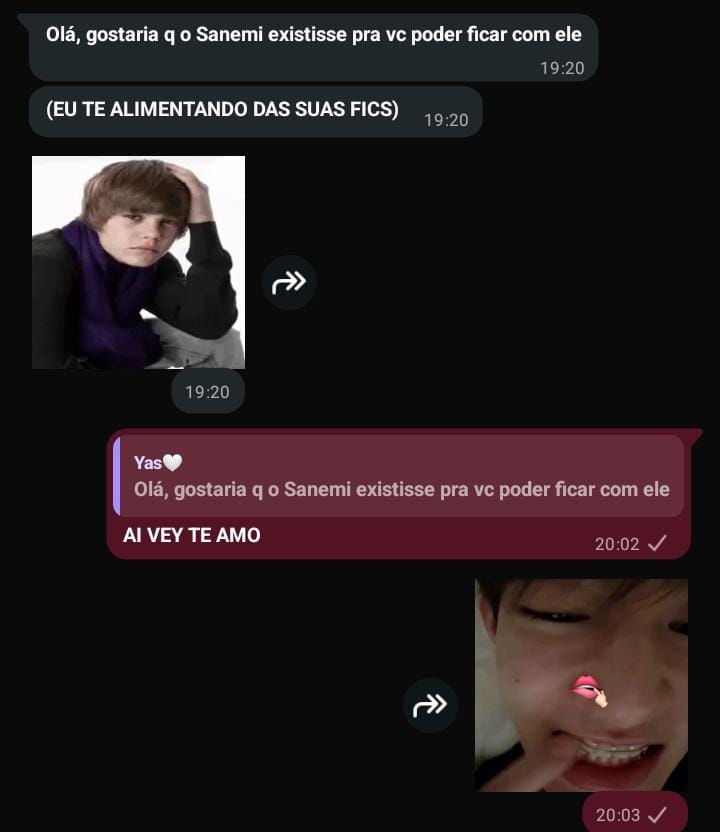 Olá, gostaria q o Sanemi existisse pra vc poder ficar com ele
19:20
(EU TE ALIMENTANDO DAS SUAS FICS)
19:20
19:20
Yas🤍
Olá, gostaria q o Sanemi existisse pra vc poder ficar com ele
AI VEY TE AMO
20:02
20:03